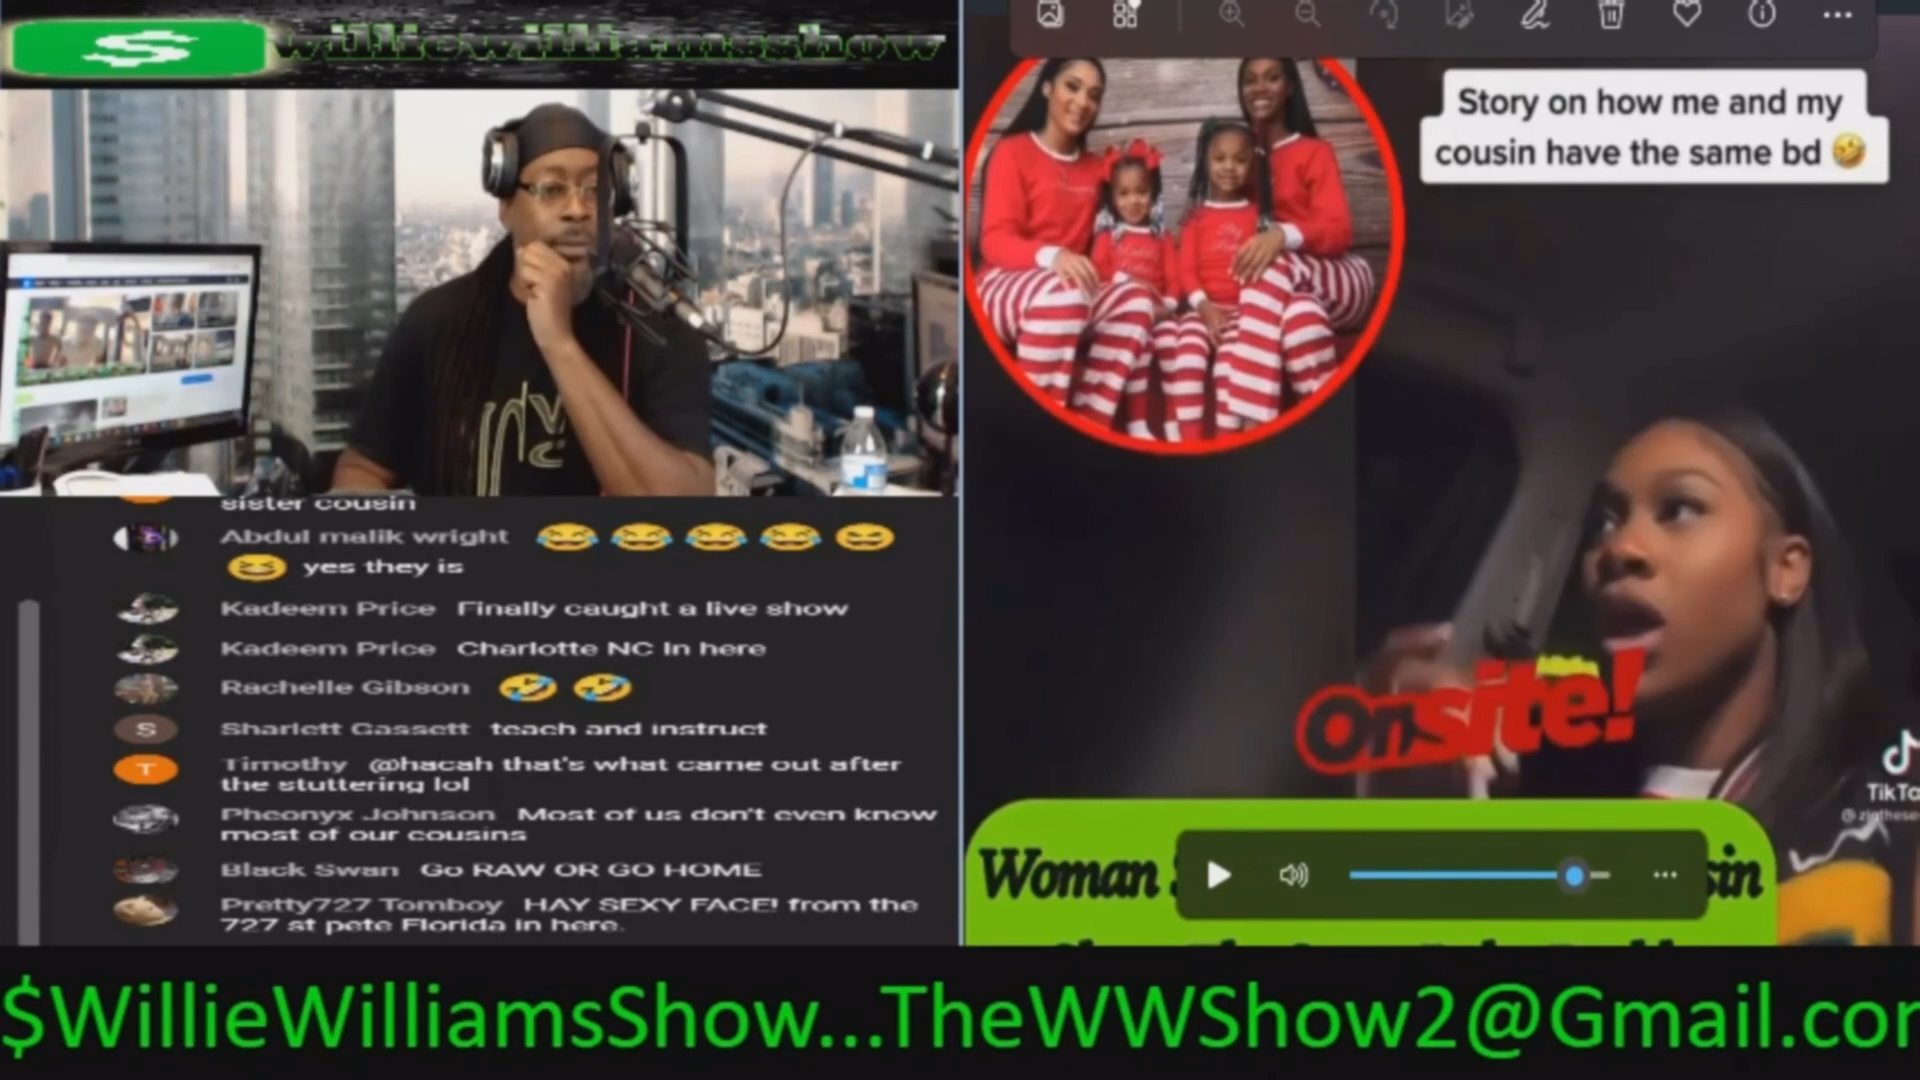 $ williewilliamsshow
sister cousin
Abdul malik wright 😂 😂 😂 😂 😆
😆 yes they is
Kadeem Price Finally caught a live show
Kadeem Price Charlotte NC In here
Rachelle Gibson 🤣 🤣
S Sharlett Gassett teach and instruct
T Timothy @hacah that's what came out after
the stuttering lol
Pheonyx Johnson Most of us don't even know
most of our cousins
Black Swan Go RAW OR GO HOME
Pretty727 Tomboy HAY SEXY FACE! from the
727 st pete Florida in here.
Story on how me and my
cousin have the same bd 🤣
Onsite!
TikTo
Woman
$WillieWilliamsShow...TheWWShow2@Gmail.com